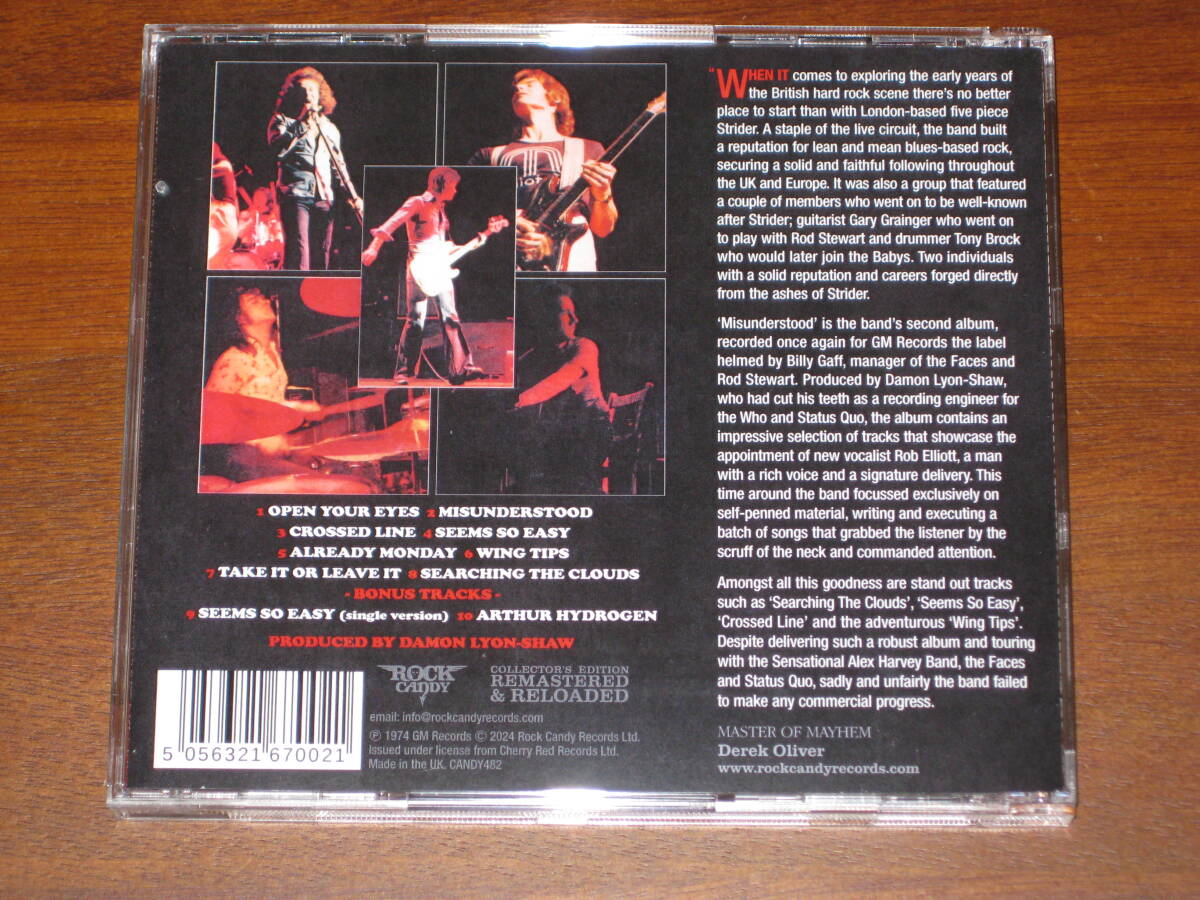 1 OPEN YOUR EYES 2 MISUNDERSTOOD
3 CROSSED LINE 4 SEEMS SO EASY
5 ALREADY MONDAY 6 WING TIPS
7 TAKE IT OR LEAVE IT 8 SEARCHING THE CLOUDS
- BONUS TRACKS -
9 SEEMS SO EASY (single version) 10 ARTHUR HYDROGEN
PRODUCED BY DAMON LYON-SHAW
ROCK
CANDY
COLLECTOR'S EDITION
REMASTERED
& RELOADED
email: info@rockcandyrecords.com
℗ 1974 GM Records © 2024 Rock Candy Records Ltd.
Issued under license from Cherry Red Records Ltd.
Made in the UK. CANDY482
5 056321 670021
"WHEN IT comes to exploring the early years of
the British hard rock scene there's no better
place to start than with London-based five piece
Strider. A staple of the live circuit, the band built
a reputation for lean and mean blues-based rock,
securing a solid and faithful following throughout
the UK and Europe. It was also a group that featured
a couple of members who went on to be well-known
after Strider; guitarist Gary Grainger who went on
to play with Rod Stewart and drummer Tony Brock
who would later join the Babys. Two individuals
with a solid reputation and careers forged directly
from the ashes of Strider.
'Misunderstood' is the band's second album,
recorded once again for GM Records the label
helmed by Billy Gaff, manager of the Faces and
Rod Stewart. Produced by Damon Lyon-Shaw,
who had cut his teeth as a recording engineer for
the Who and Status Quo, the album contains an
impressive selection of tracks that showcase the
appointment of new vocalist Rob Elliott, a man
with a rich voice and a signature delivery. This
time around the band focussed exclusively on
self-penned material, writing and executing a
batch of songs that grabbed the listener by the
scruff of the neck and commanded attention.
Amongst all this goodness are stand out tracks
such as 'Searching The Clouds', 'Seems So Easy',
'Crossed Line' and the adventurous 'Wing Tips'.
Despite delivering such a robust album and touring
with the Sensational Alex Harvey Band, the Faces
and Status Quo, sadly and unfairly the band failed
to make any commercial progress.
MASTER OF MAYHEM
Derek Oliver
www.rockcandyrecords.com